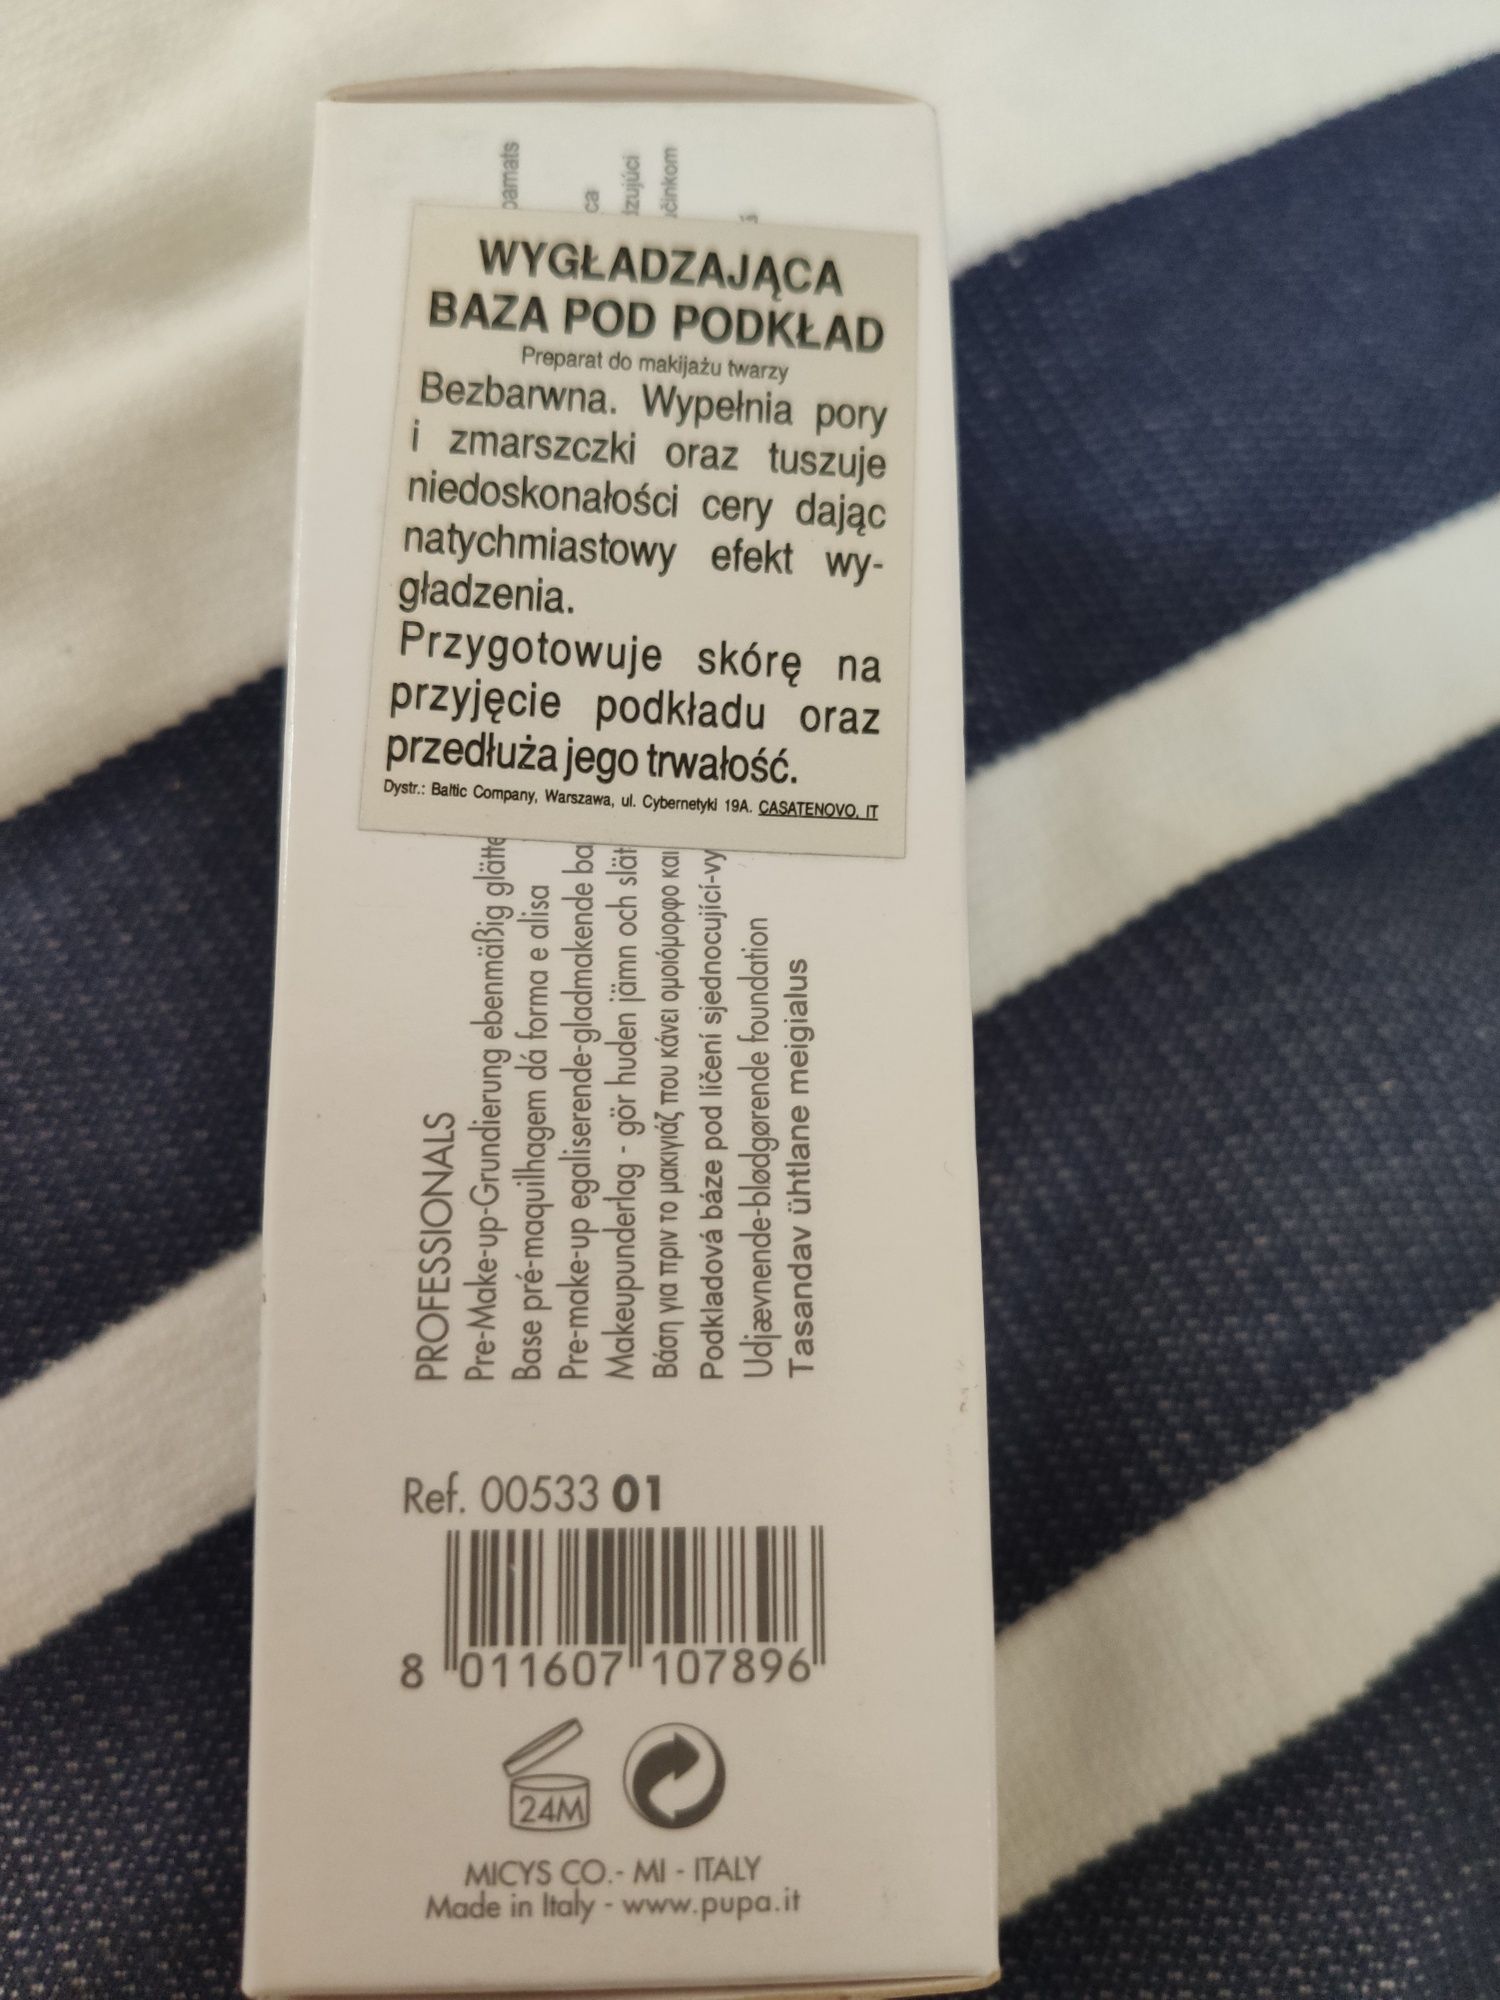 WYGŁADZAJĄCA
BAZA POD PODKŁAD
Preparat do makijażu twarzy
Bezbarwna. Wypełnia pory
i zmarszczki oraz tuszuje
niedoskonałości cery dając
natychmiastowy efekt wy-
gładzenia.
Przygotowuje skórę na
przyjęcie podkładu oraz
przedłuża jego trwałość.
Dystr.: Baltic Company, Warszawa, ul. Cybernetyki 19A. CASATENOVO, IT
PROFESSIONALS
Pre-Make-up-Grundierung ebenmäßig
Base pré-maquilhagem dá forma e alisa
Pre-make-up egaliserende-gladmakende
Makeupunderlag - gör huden jämn och
Βάση για πριν το μακιγιάζ που κάνει ομοιόμορφο και
Podkladová báze pod líčení
Udjævnende-blødgørende foundation
Tasandav ühtlane meigialus
Ref. 00533 01
8 011607 107896
24M
MICYS CO.- MI - ITALY
Made in Italy - www.pupa.it